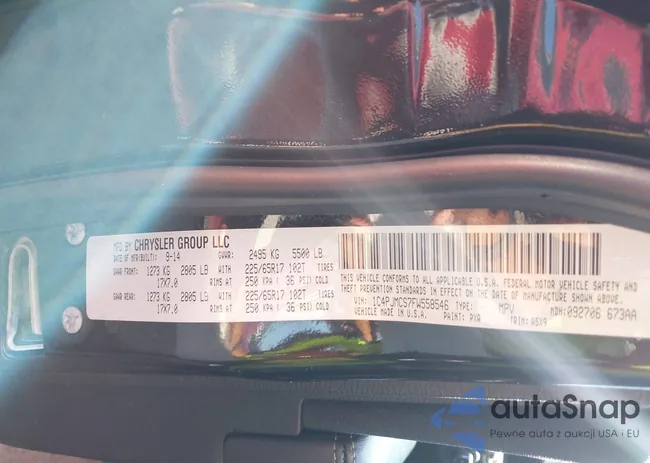 MFD BY CHRYSLER GROUP LLC
DATE OF MFR(BUILT): 9-14 GVWR: 2495 KG 5500 LB
GAWR FRONT: 1273 KG 2805 LB WITH 225/65R17 102T TIRES
17X7.0 RIMS AT 250 KPA ( 36 PSI) COLD
GAWR REAR: 1273 KG 2805 LB WITH 225/65R17 102T TIRES
17X7.0 RIMS AT 250 KPA ( 36 PSI) COLD
THIS VEHICLE CONFORMS TO ALL APPLICABLE U.S.A. FEDERAL MOTOR VEHICLE SAFETY AND
THEFT PREVENTION STANDARDS IN EFFECT ON THE DATE OF MANUFACTURE SHOWN ABOVE.
VIN: 1C4PJMCS7FW558546 TYPE: MPV MDH: 092706 673AA
VEHICLE MADE IN U.S.A. PAINT: PXR TRIM: A5X9
autaSnap
Pewne auta z aukcji USA i EU